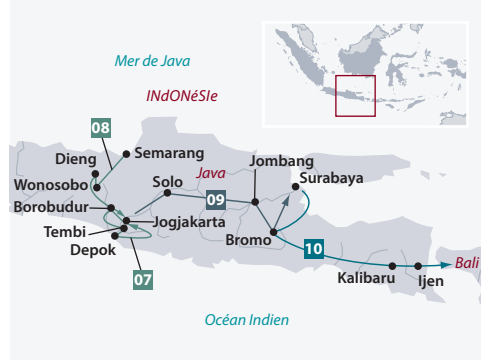 Mer de Java
INdONéSIe
08
Semarang
Dieng
Jombang
Wonosobo
Solo
Java
Surabaya
Borobudur
09
Jogjakarta
Tembi
Bromo
Depok
10
Bali
07
Kalibaru
Ijen
Océan Indien